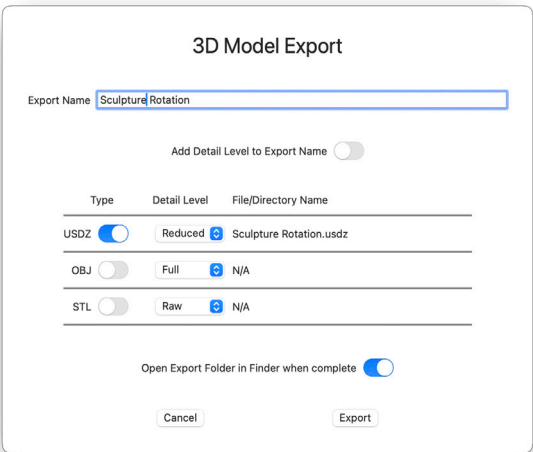 3D Model Export
Export Name Sculpture Rotation
Add Detail Level to Export Name
Type Detail Level File/Directory Name
USDZ Reduced Sculpture Rotation.usdz
OBJ Full N/A
STL Raw N/A
Open Export Folder in Finder when complete
Cancel Export